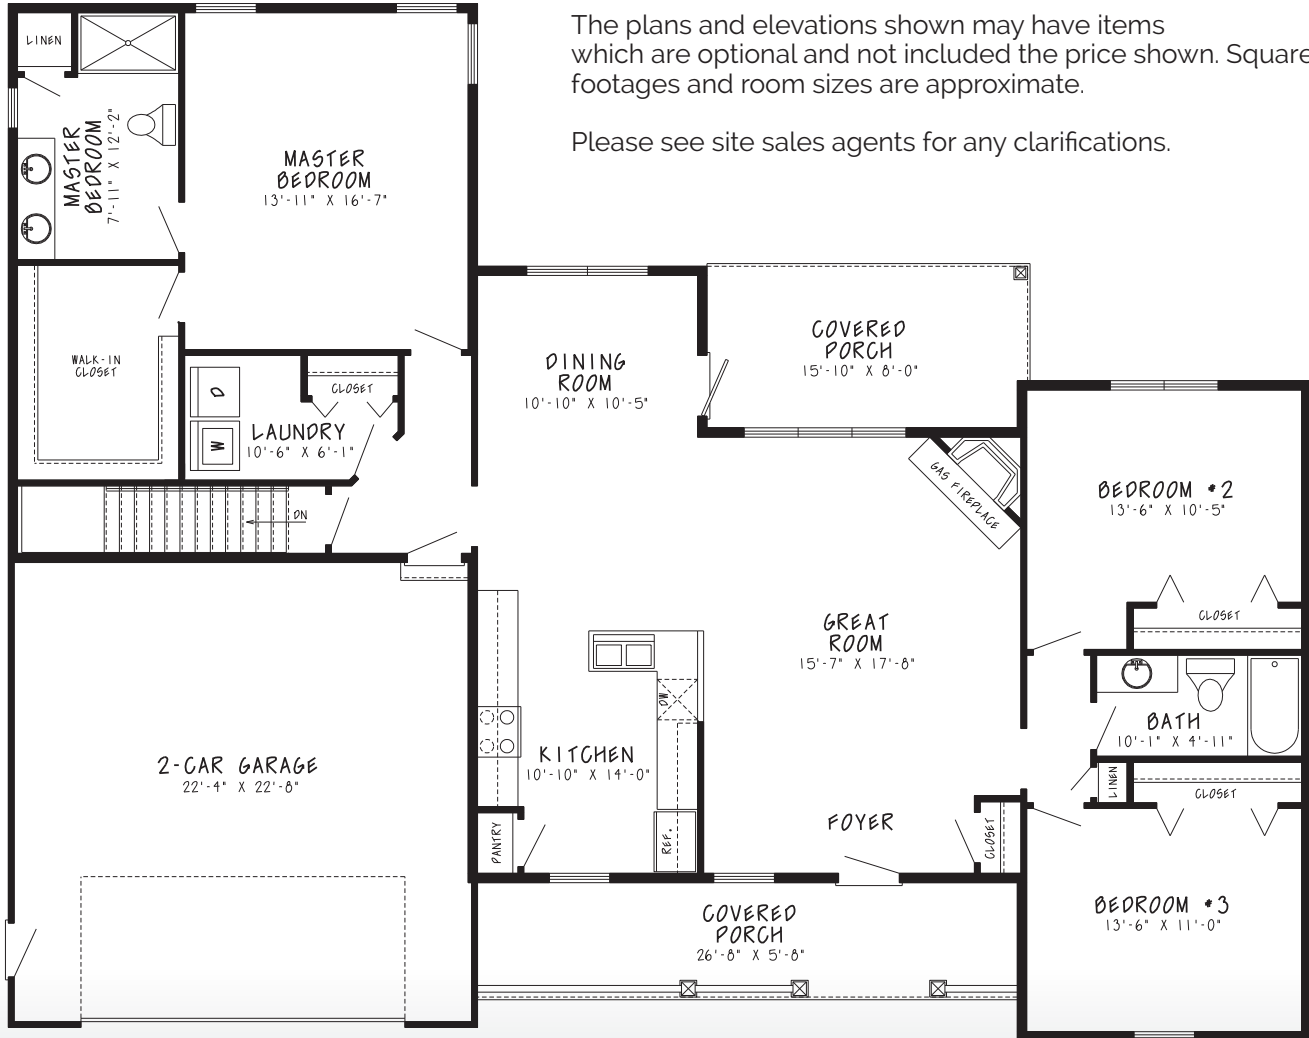 The plans and elevations shown may have items
which are optional and not included the price shown. Square
footages and room sizes are approximate.
Please see site sales agents for any clarifications.
LINEN
MASTER
BEDROOM
7'-11" X 12'-2"
MASTER
BEDROOM
13'-11" X 16'-7"
WALK-IN
CLOSET
D
W
CLOSET
LAUNDRY
10'-6" X 6'-1"
DN
DINING
ROOM
10'-10" X 10'-5"
COVERED
PORCH
15'-10" X 8'-0"
GAS FIREPLACE
BEDROOM #2
13'-6" X 10'-5"
CLOSET
GREAT
ROOM
15'-7" X 17'-8"
DW
KITCHEN
10'-10" X 14'-0"
PANTRY
REF.
2-CAR GARAGE
22'-4" X 22'-8"
BATH
10'-1" X 4'-11"
LINEN
CLOSET
FOYER
CLOSET
BEDROOM #3
13'-6" X 11'-0"
COVERED
PORCH
26'-8" X 5'-8"